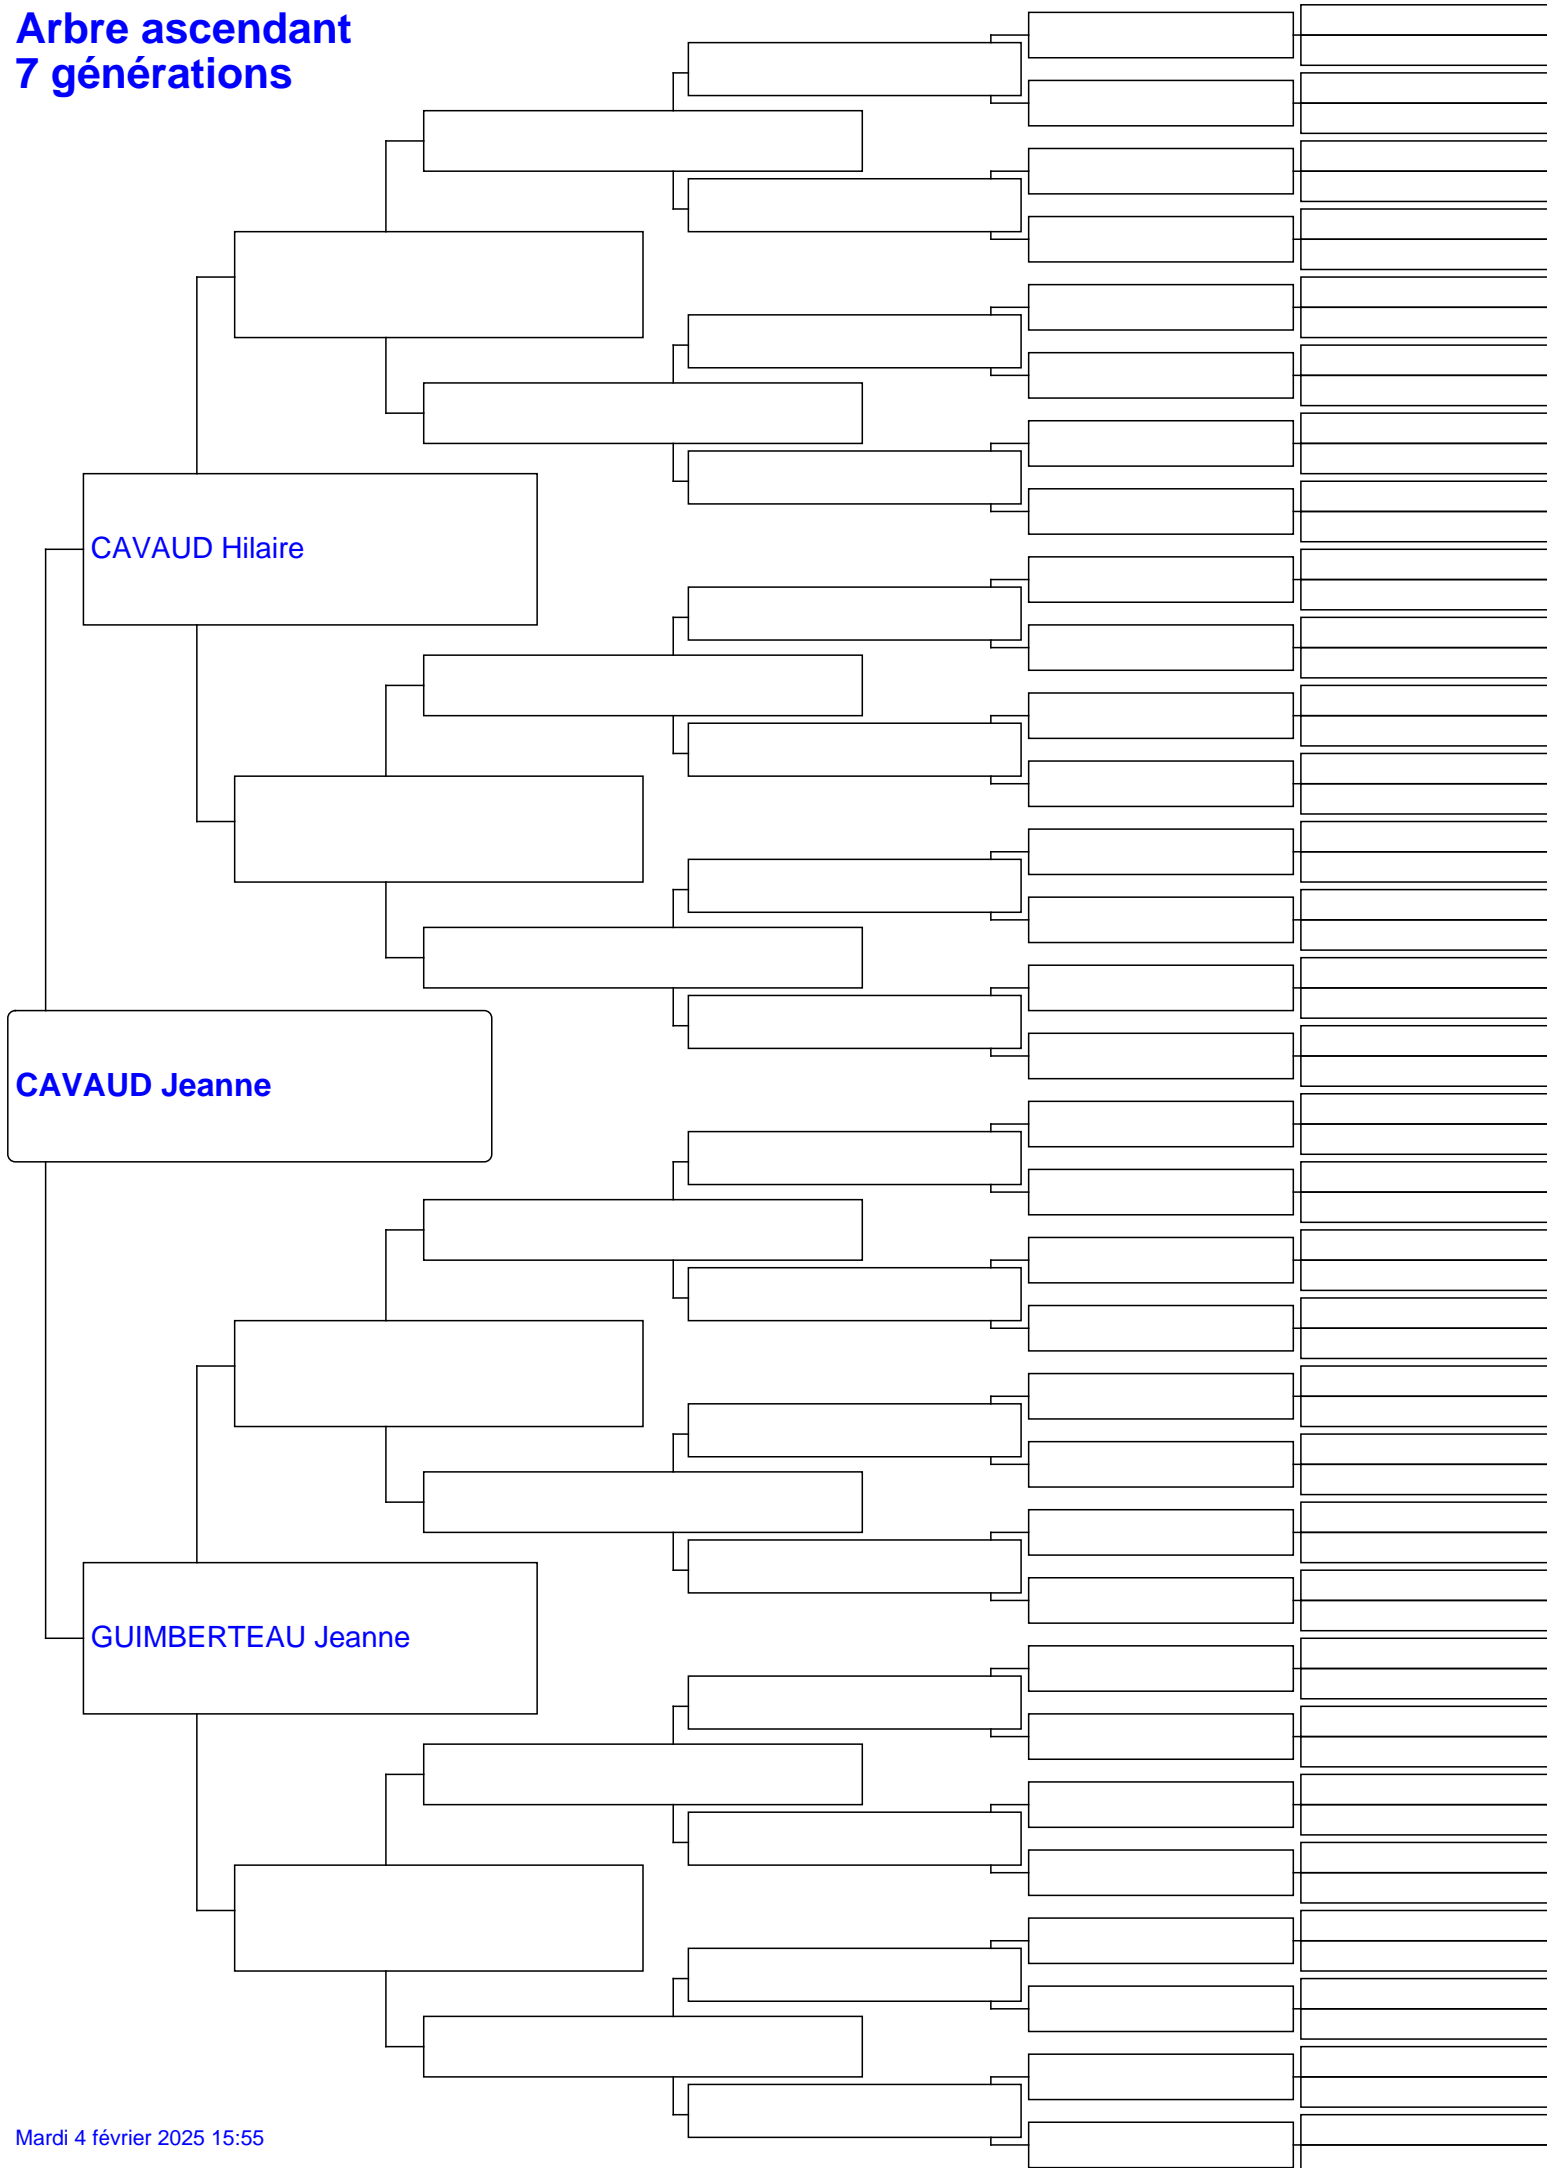 Arbre ascendant
7 générations
CAVAUD Hilaire
CAVAUD Jeanne
GUIMBERTEAU Jeanne
Mardi 4 février 2025 15:55